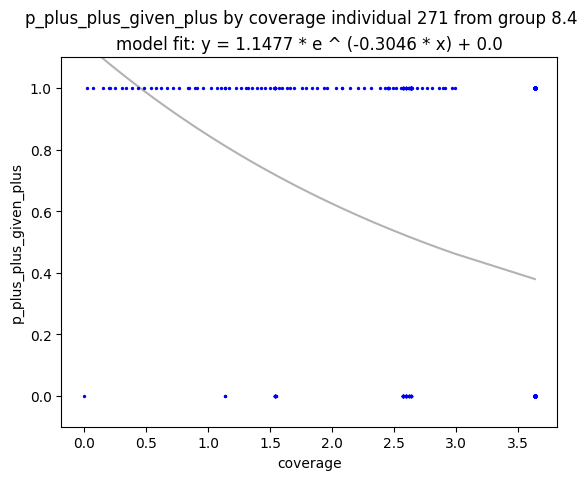 p_plus_plus_given_plus by coverage individual 271 from group 8.4
model fit: y = 1.1477 * e ^ (-0.3046 * x) + 0.0
p_plus_plus_given_plus
1.0
0.8
0.6
0.4
0.2
0.0
0.0 0.5 1.0 1.5 2.0 2.5 3.0 3.5
coverage